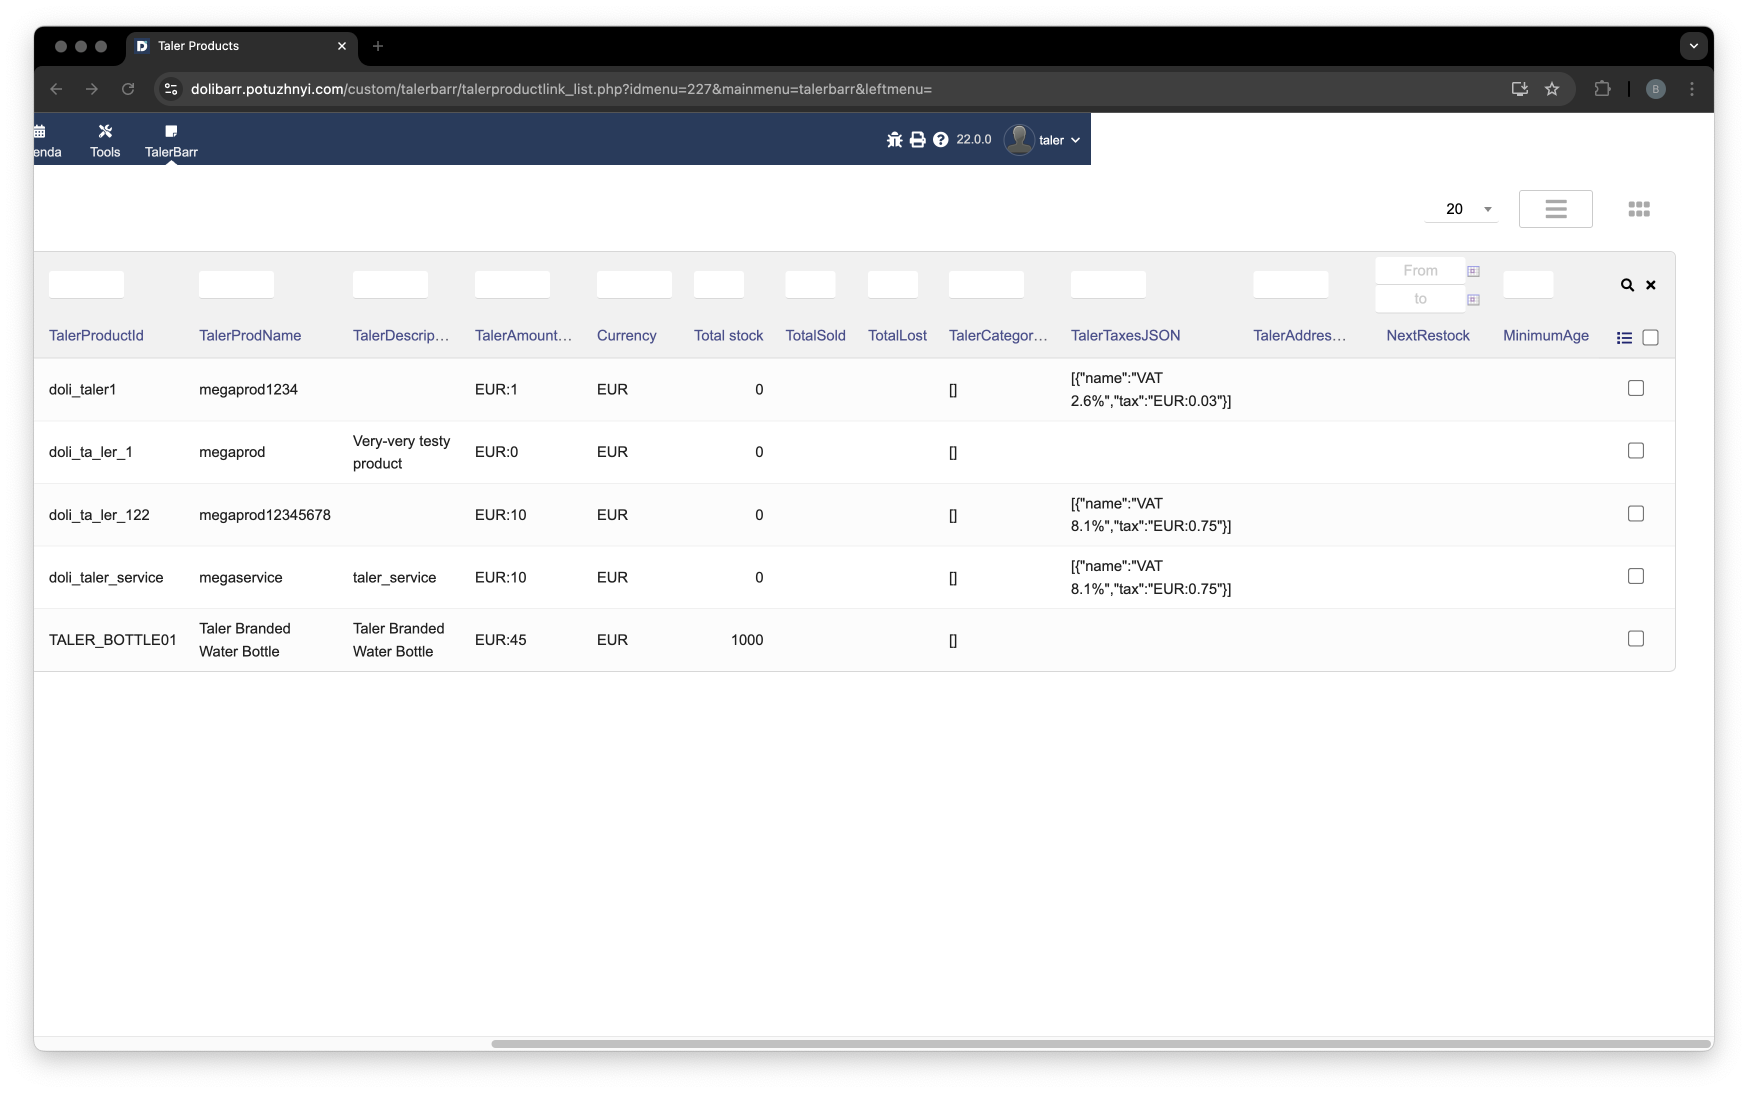 Taler Products
dolibarr.potuzhnyi.com/custom/talerbarr/talerproductlink_list.php?idmenu=227&mainmenu=talerbarr&leftmenu=
B
enda
Tools
TalerBarr
22.0.0
taler
20
From
to
TalerProductId TalerProdName TalerDescrip... TalerAmount... Currency Total stock TotalSold TotalLost TalerCategor... TalerTaxesJSON TalerAddres... NextRestock MinimumAge
doli_taler1 megaprod1234 EUR:1 EUR 0 [] [{"name":"VAT
2.6%","tax":"EUR:0.03"}]
doli_ta_ler_1 megaprod Very-very testy
product EUR:0 EUR 0 []
doli_ta_ler_122 megaprod12345678 EUR:10 EUR 0 [] [{"name":"VAT
8.1%","tax":"EUR:0.75"}]
doli_taler_service megaservice taler_service EUR:10 EUR 0 [] [{"name":"VAT
8.1%","tax":"EUR:0.75"}]
TALER_BOTTLE01 Taler Branded
Water Bottle Taler Branded
Water Bottle EUR:45 EUR 1000 []